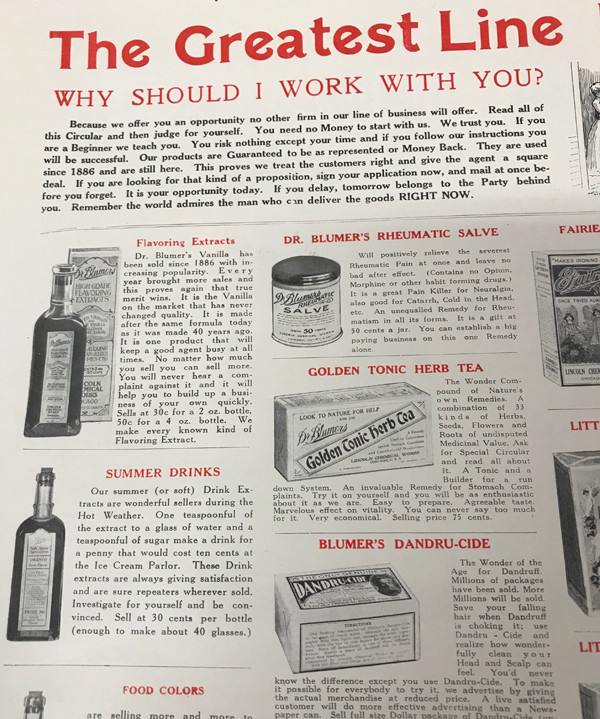 The Greatest Line
WHY SHOULD I WORK WITH YOU?
Because we offer you an opportunity no other firm in our line of business will offer. Read all of
this Circular and then judge for yourself. You need no Money to start with us. We trust you. If you
are a Beginner we teach you. You risk nothing except your time and if you follow our instructions you
will be successful. Our products are Guaranteed to be as represented or Money Back. They are used
since 1886 and are still here. This proves we treat the customers right and give the agent a square
deal. If you are looking for that kind of a proposition, sign your application now, and mail at once be-
fore you forget. It is your opportunity today. If you delay, tomorrow belongs to the Party behind
you. Remember the world admires the man who can deliver the goods RIGHT NOW.
Flavoring Extracts
Dr. Blumer's Vanilla has
been sold since 1886 with in-
creasing popularity. Every
year brought more sales and
this proves again that true
merit wins. It is the Vanilla
on the market that has never
changed quality. It is made
after the same formula today
as it was made 40 years ago.
It is one product that will
keep a good agent busy at all
times. No matter how much
you sell you can sell more.
You will never hear a com-
plaint against it and it will
help you to build up a busi-
ness of your own quickly.
Sells at 30c for a 2 oz. bottle,
50c for a 4 oz. bottle. We
make every known kind of
Flavoring Extract.
Dr. Blumers
HIGH GRADE
FLAVORING
EXTRACTS
SUMMER DRINKS
Our summer (or soft) Drink Ex-
tracts are wonderful sellers during the
Hot Weather. One teaspoonful of
the extract to a glass of water and a
teaspoonful of sugar make a drink for
a penny that would cost ten cents at
the Ice Cream Parlor. These Drink
extracts are always giving satisfaction
and are sure repeaters wherever sold.
Investigate for yourself and be con-
vinced. Sell at 30 cents per bottle
(enough to make about 40 glasses.)
FOOD COLORS
are selling more and more to
DR. BLUMER'S RHEUMATIC SALVE
Will positively relieve the severest
Rheumatic Pain at once and leave no
bad after effect. (Contains no Opium,
Morphine or other habit forming drugs.)
It is a great Pain Killer for Neuralgia,
also good for Catarrh, Cold in the Head,
etc. An unequalled Remedy for Rheu-
matism in all its forms. It is a gift at
50 cents a jar. You can establish a big
paying business on this one Remedy
alone.
Dr. Blumer's
RHEUMATIC
SALVE
GOLDEN TONIC HERB TEA
The Wonder Com-
pound of Nature's
own Remedies. A
combination of 33
kinds of Herbs,
Seeds, Flowers and
Roots of undisputed
Medicinal Value. Ask
for Special Circular
and read all about
it. A Tonic and a
Builder for a run
down System. An invaluable Remedy for Stomach Com-
plaints. Try it on yourself and you will be as enthusiastic
about it as we are. Easy to prepare. Agreeable taste.
Marvelous effect on vitality. You can never say too much
for it. Very economical. Selling price 75 cents.
LOOK TO NATURE FOR HELP
Dr. Blumers
Golden Tonic Herb Tea
LINCOLN CHEMICAL WORKS
BLUMER'S DANDRU-CIDE
The Wonder of the
Age for Dandruff.
Millions of packages
have been sold. More
Millions will be sold.
Save your falling
hair when Dandruff
is choking it; use
Dandru - Cide and
realize how wonder-
fully clean your
Head and Scalp can
feel. You'd never
know the difference except you use Dandru-Cide. To make
it possible for everybody to try it, we advertise by giving
the actual merchandise at reduced price. A live satisfied
customer will do more effective advertising than a News-
paper can. Sell full size Dollar package of Dandru-Cide
DANDRU-CIDE
DIRECTIONS
FAIRIE
LINCOLN CHEM
LITT
LIT